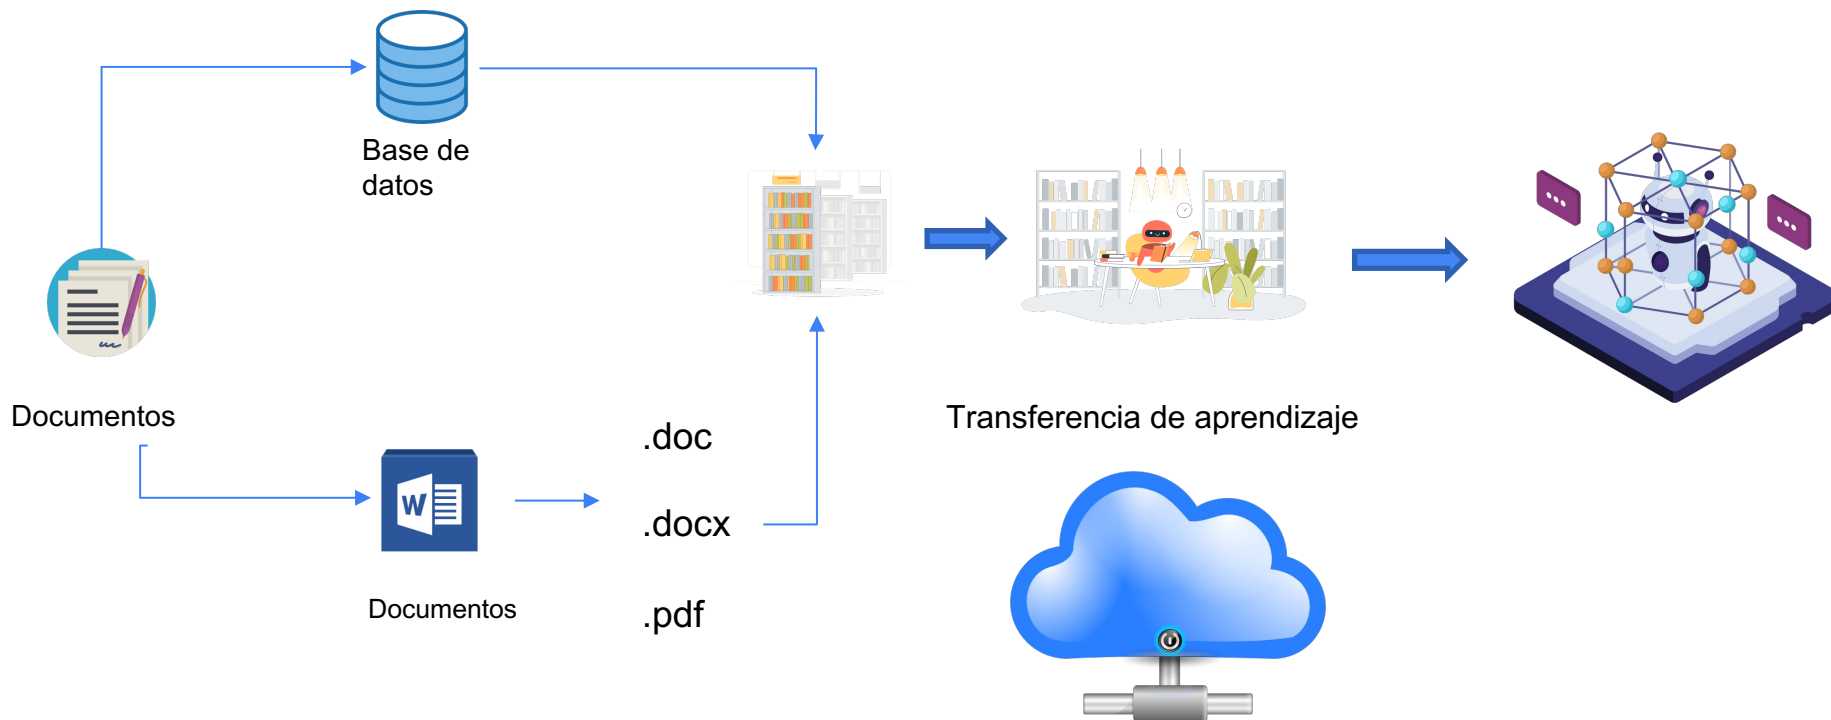 Base de
datos
Documentos
W
Documentos
.doc
.docx
.pdf
Transferencia de aprendizaje